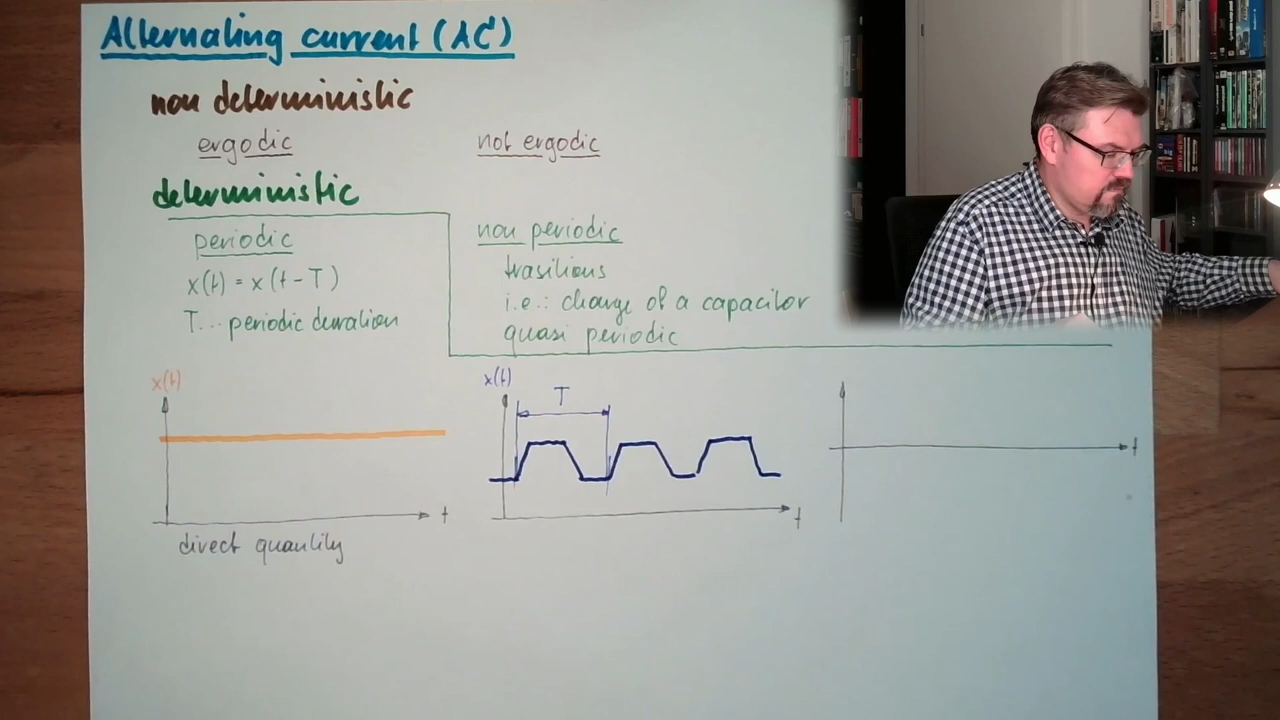 Alternating current (AC)
non deterministic
ergodic
not ergodic
deterministic
periodic
x(t) = x(t-T)
T... periodic duration
non periodic
trasitions
i.e.: charge of a capacitor
quasi periodic
x(t)
t
direct quantity
x(t)
T
t
t